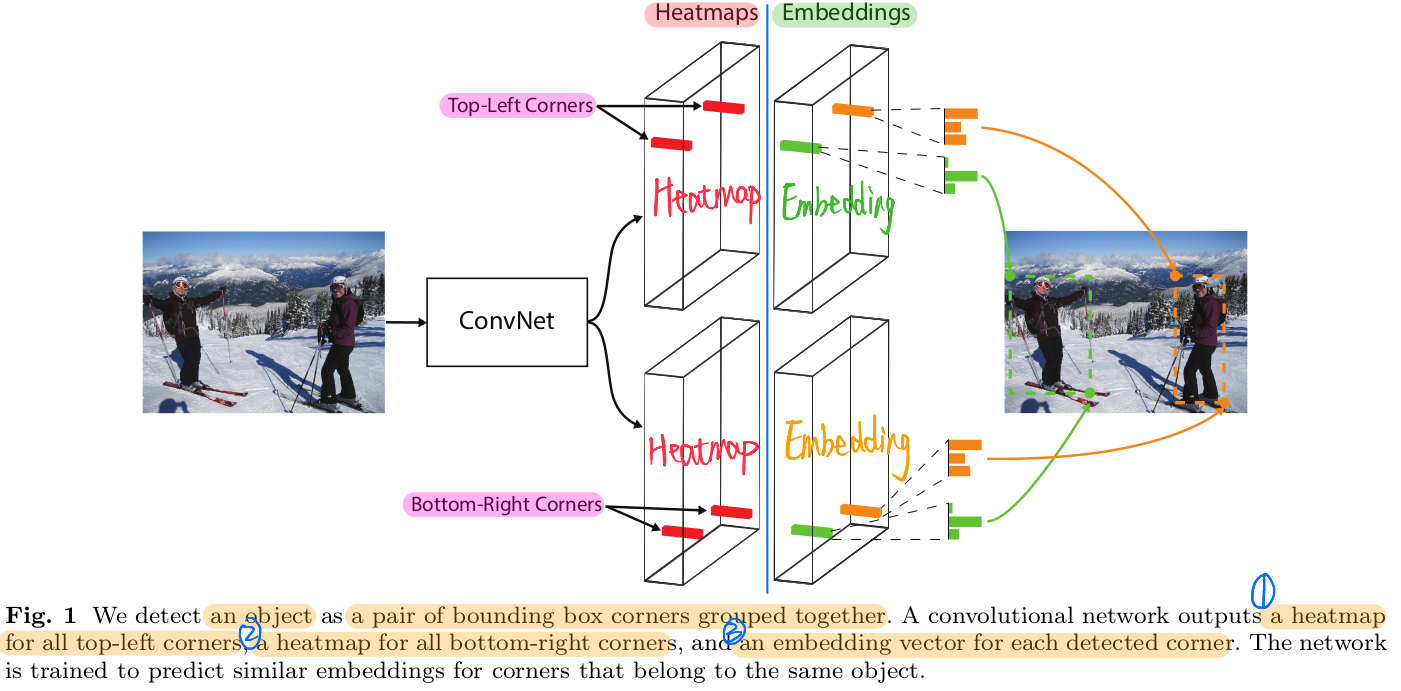 Heatmaps
Embeddings
Top-Left Corners
Heatmap
Embedding
ConvNet
Heatmap
Embedding
Bottom-Right Corners
①
Fig. 1 We detect an object as a pair of bounding box corners grouped together. A convolutional network outputs a heatmap
② ③
for all top-left corners, a heatmap for all bottom-right corners, and an embedding vector for each detected corner. The network
is trained to predict similar embeddings for corners that belong to the same object.